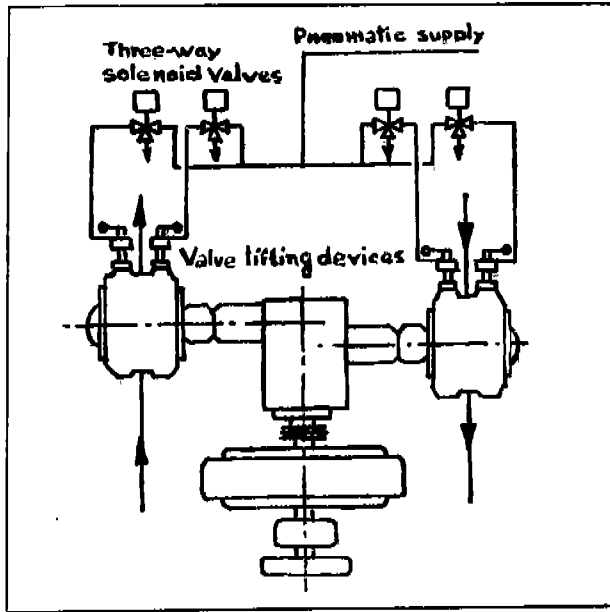 Three-way
solenoid valves
Pneumatic supply
Valve lifting devices